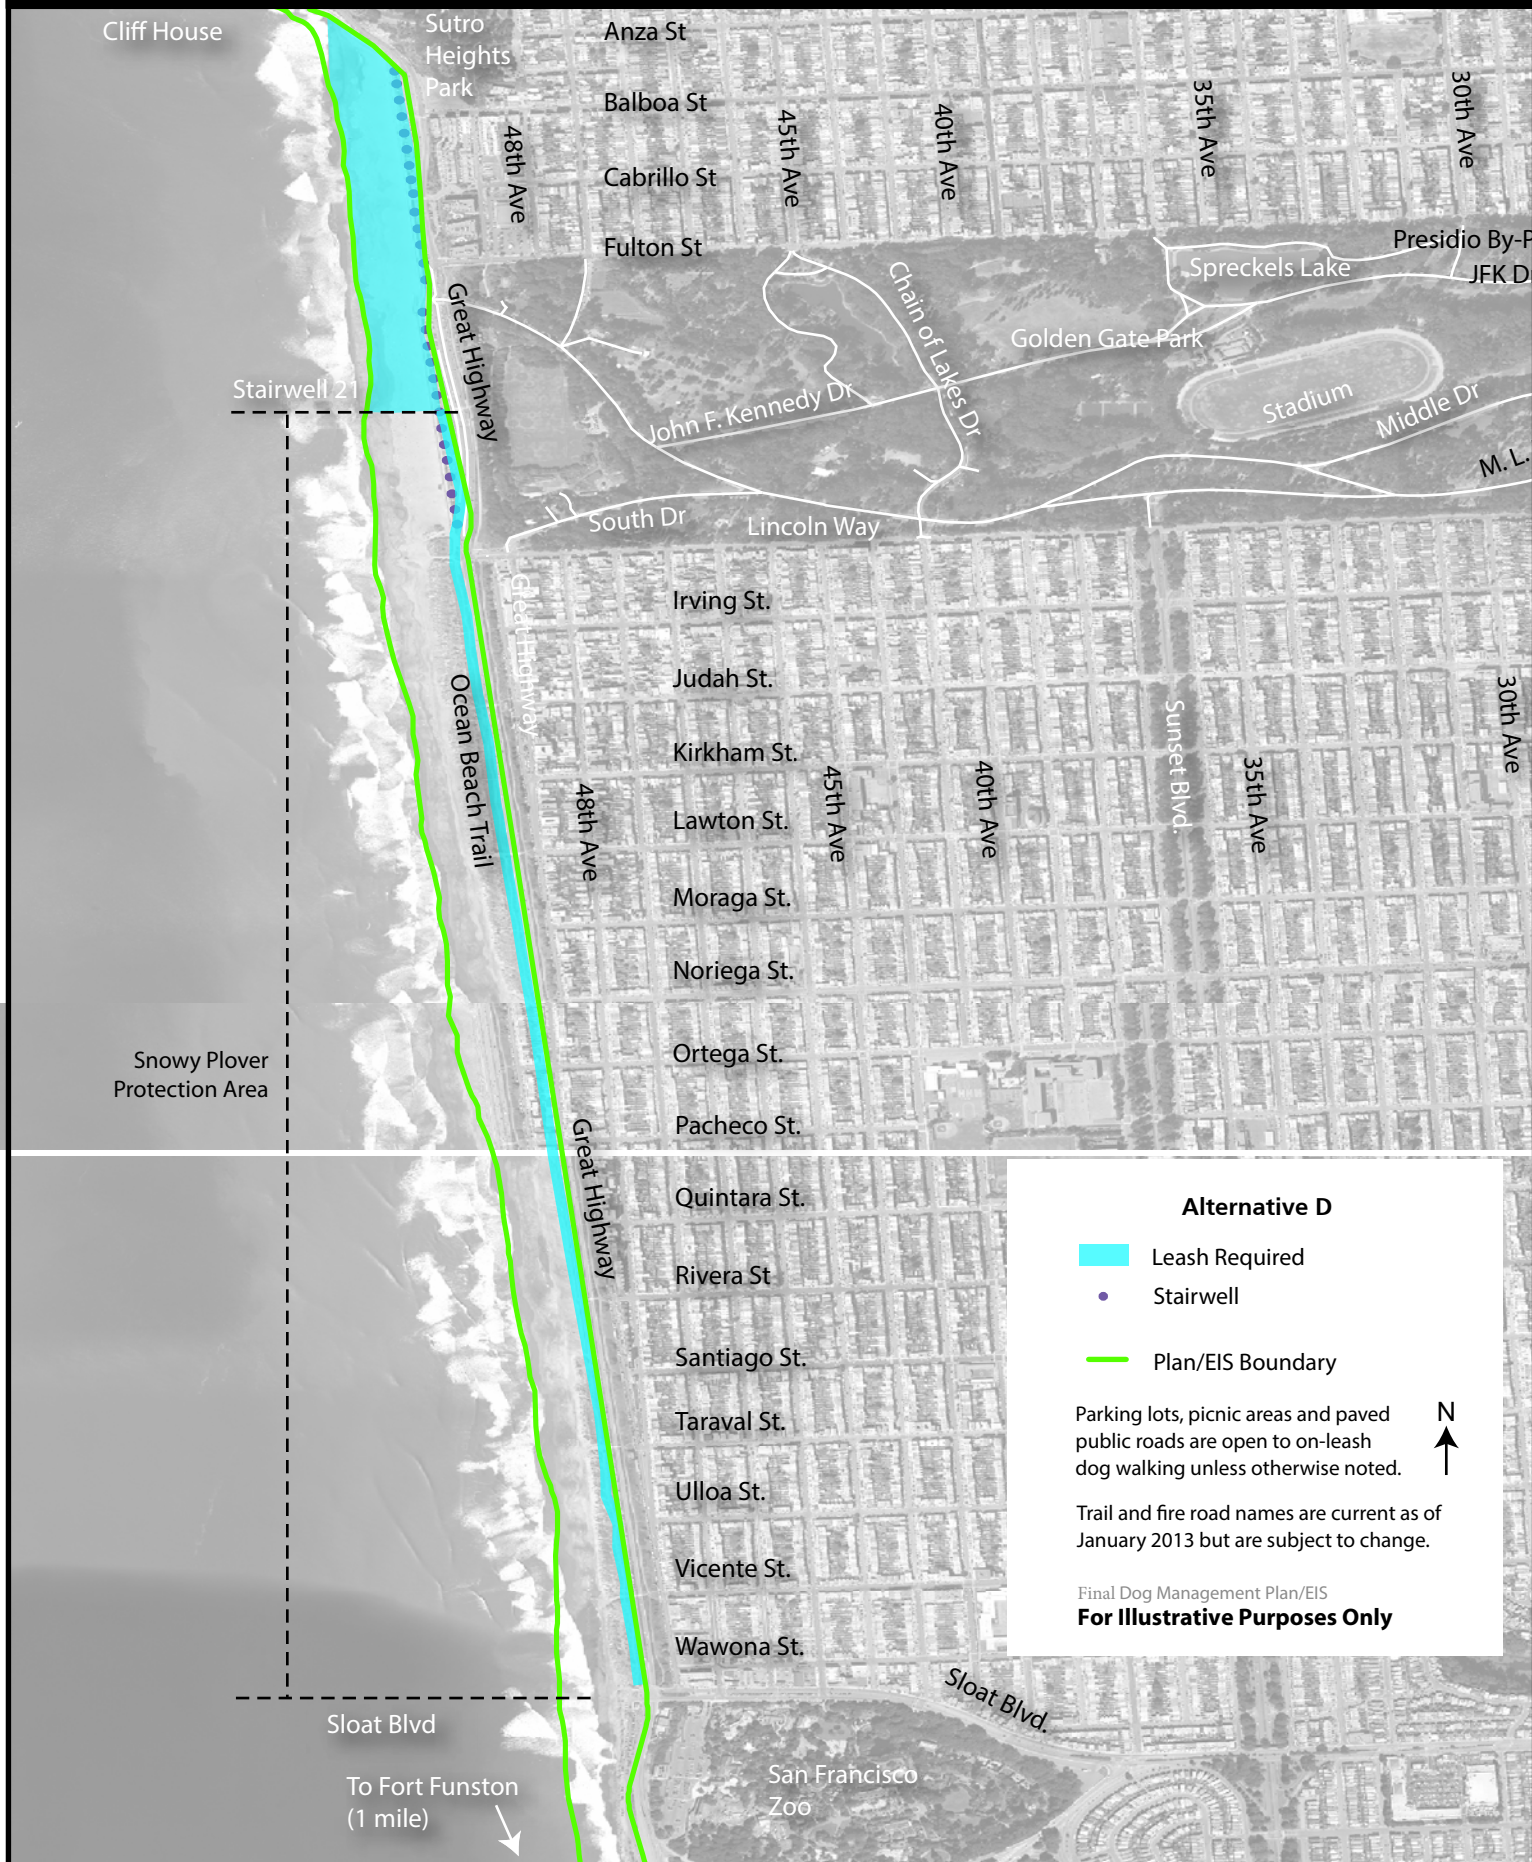 Cliff House
Sutro
Heights
Park
Anza St
Balboa St
Cabrillo St
Fulton St
48th Ave
45th Ave
40th Ave
35th Ave
30th Ave
Presidio By-P
JFK D
Spreckels Lake
Chain of Lakes Dr
Golden Gate Park
Great Highway
Stairwell 21
John F. Kennedy Dr
Stadium
Middle Dr
M. L.
South Dr
Lincoln Way
Great Highway
Irving St.
Judah St.
Kirkham St.
Lawton St.
Moraga St.
Noriega St.
Ortega St.
Pacheco St.
Quintara St.
Rivera St
Santiago St.
Taraval St.
Ulloa St.
Vicente St.
Wawona St.
Ocean Beach Trail
48th Ave
45th Ave
40th Ave
Sunset Blvd.
35th Ave
30th Ave
Snowy Plover
Protection Area
Great Highway
Alternative D
Leash Required
Stairwell
Plan/EIS Boundary
Parking lots, picnic areas and paved
public roads are open to on-leash
dog walking unless otherwise noted.
N
Trail and fire road names are current as of
January 2013 but are subject to change.
Final Dog Management Plan/EIS
For Illustrative Purposes Only
Sloat Blvd.
Sloat Blvd
To Fort Funston
(1 mile)
San Francisco
Zoo